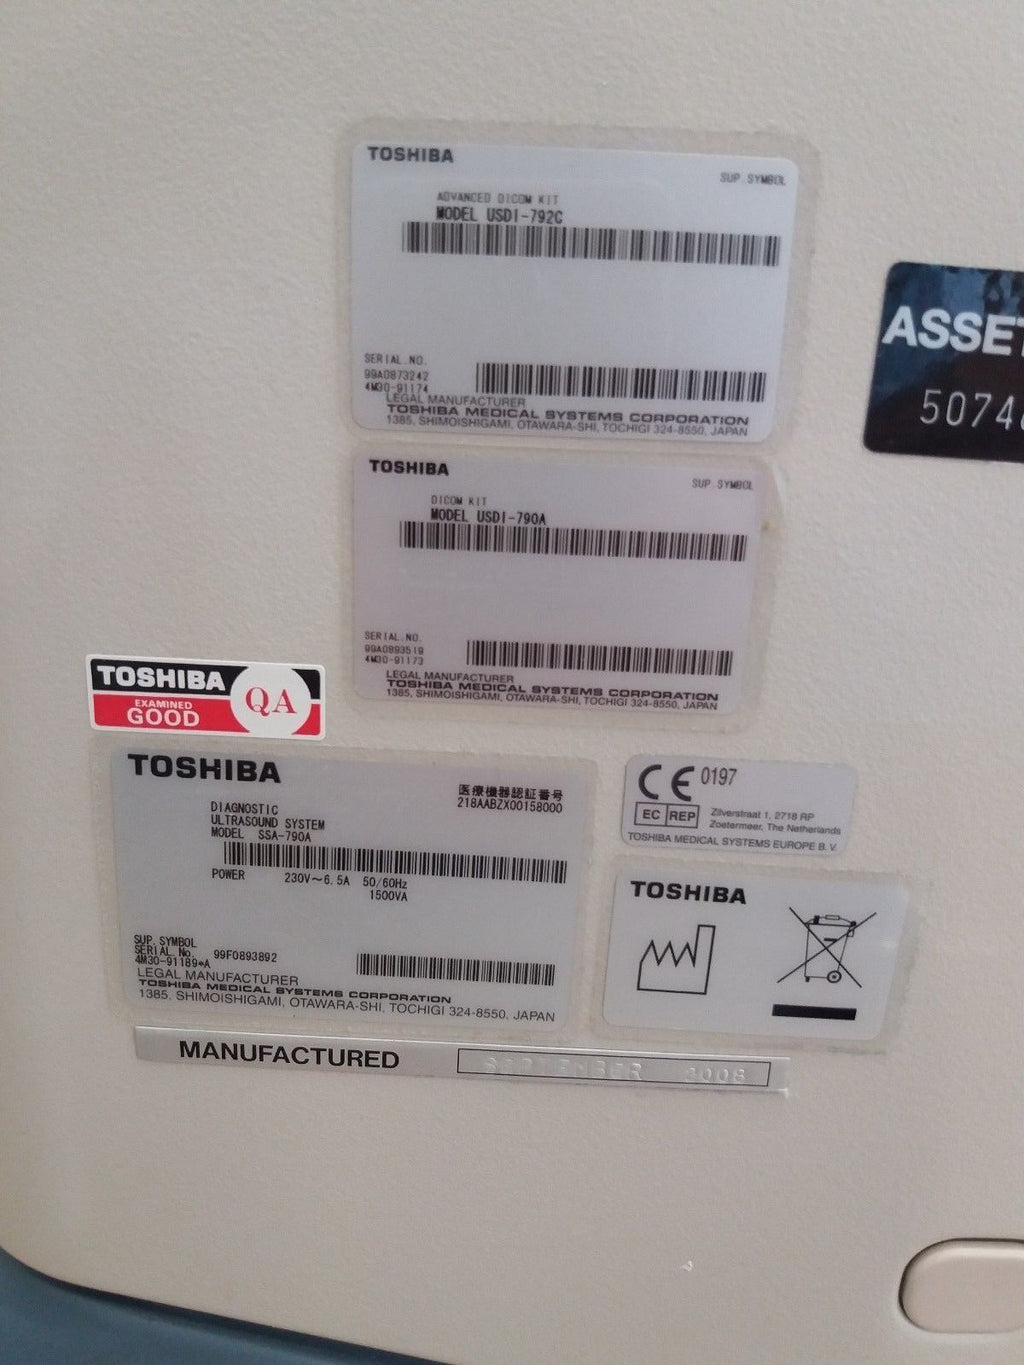 TOSHIBA
SUP.SYMBOL
ADVANCED DICOM KIT
MODEL USDI-792C
SERIAL.NO.
99A0873242
4M30-91174
LEGAL MANUFACTURER
TOSHIBA MEDICAL SYSTEMS CORPORATION
1385, SHIMOISHIGAMI, OTAWARA-SHI, TOCHIGI 324-8550, JAPAN
ASSET
5074
TOSHIBA
SUP.SYMBOL
DICOM KIT
MODEL USDI-790A
SERIAL.NO.
99A0893519
4M30-91173
LEGAL MANUFACTURER
TOSHIBA MEDICAL SYSTEMS CORPORATION
1385, SHIMOISHIGAMI, OTAWARA-SHI, TOCHIGI 324-8550, JAPAN
TOSHIBA
EXAMINED
GOOD
QA
TOSHIBA
医療機器認証番号
218AABZX00158000
DIAGNOSTIC
ULTRASOUND SYSTEM
MODEL SSA-790A
POWER 230V～6.5A 50/60Hz
1500VA
SUP.SYMBOL
SERIAL.No. 99F0893892
4M30-91189*A
LEGAL MANUFACTURER
TOSHIBA MEDICAL SYSTEMS CORPORATION
1385, SHIMOISHIGAMI, OTAWARA-SHI, TOCHIGI 324-8550, JAPAN
CE 0197
EC REP
Zilverstraat 1, 2718 RP
Zoetermeer, The Netherlands
TOSHIBA MEDICAL SYSTEMS EUROPE B.V.
TOSHIBA
MANUFACTURED SEPTEMBER 2008